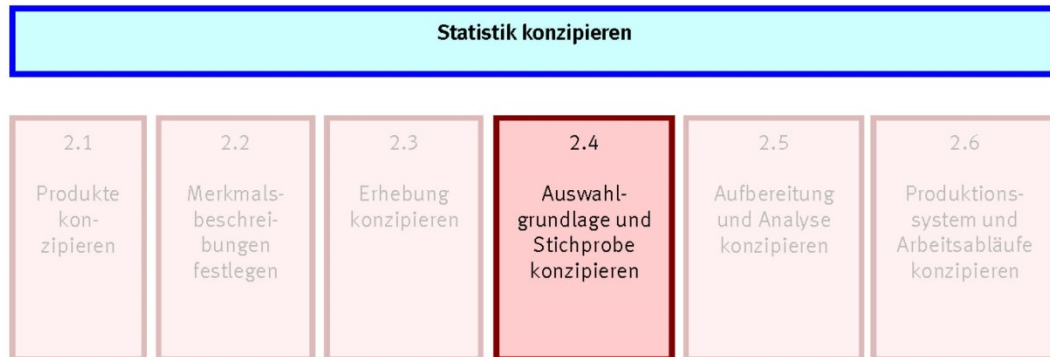 Statistik konzipieren
2.1
Produkte
kon-
zipieren
2.2
Merkmals-
beschrei-
bungen
festlegen
2.3
Erhebung
konzipieren
2.4
Auswahl-
grundlage und
Stichprobe
konzipieren
2.5
Aufbereitung
und Analyse
konzipieren
2.6
Produktions-
system und
Arbeitsabläufe
konzipieren